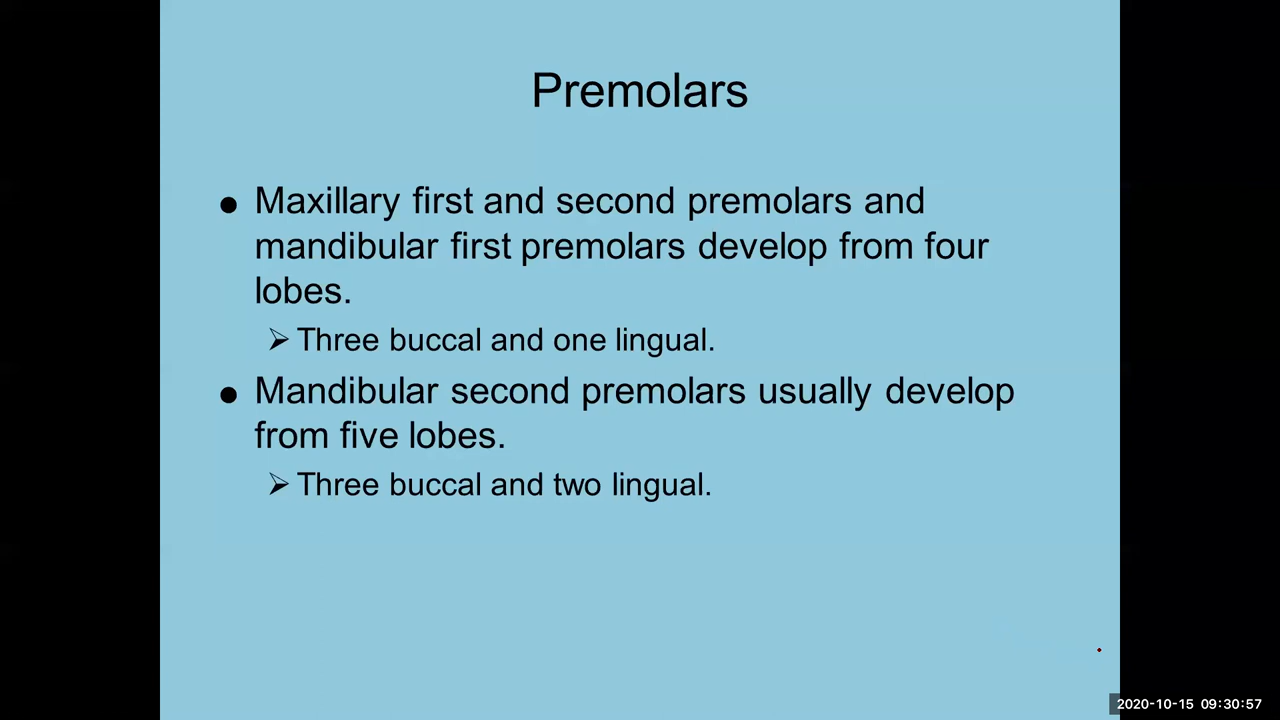 Premolars
● Maxillary first and second premolars and
mandibular first premolars develop from four
lobes.
➢ Three buccal and one lingual.
● Mandibular second premolars usually develop
from five lobes.
➢ Three buccal and two lingual.
2020-10-15 09:30:57